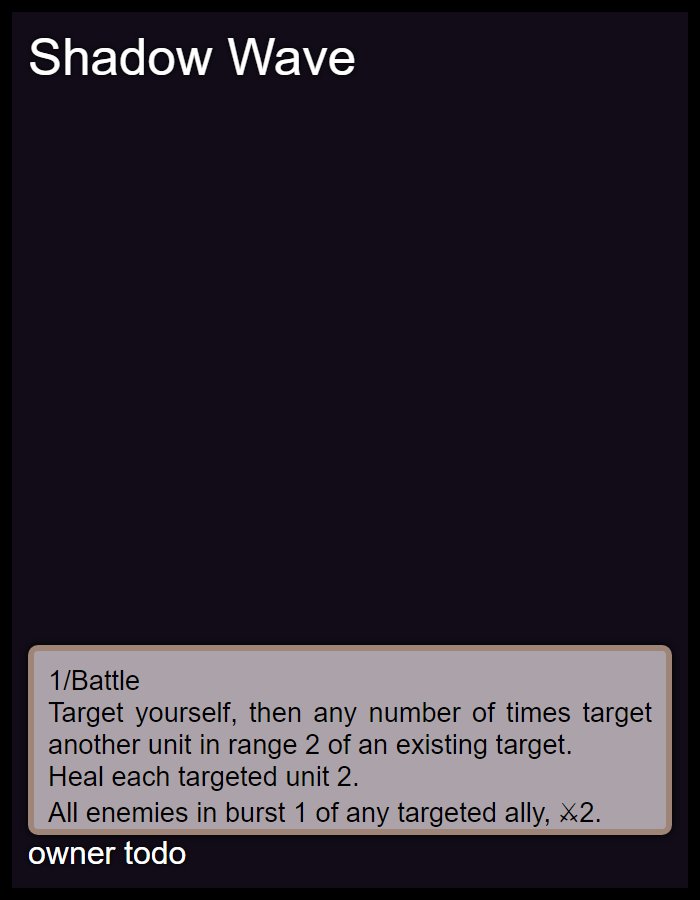 Shadow Wave
1/Battle
Target yourself, then any number of times target
another unit in range 2 of an existing target.
Heal each targeted unit 2.
All enemies in burst 1 of any targeted ally, ⚔2.
owner todo